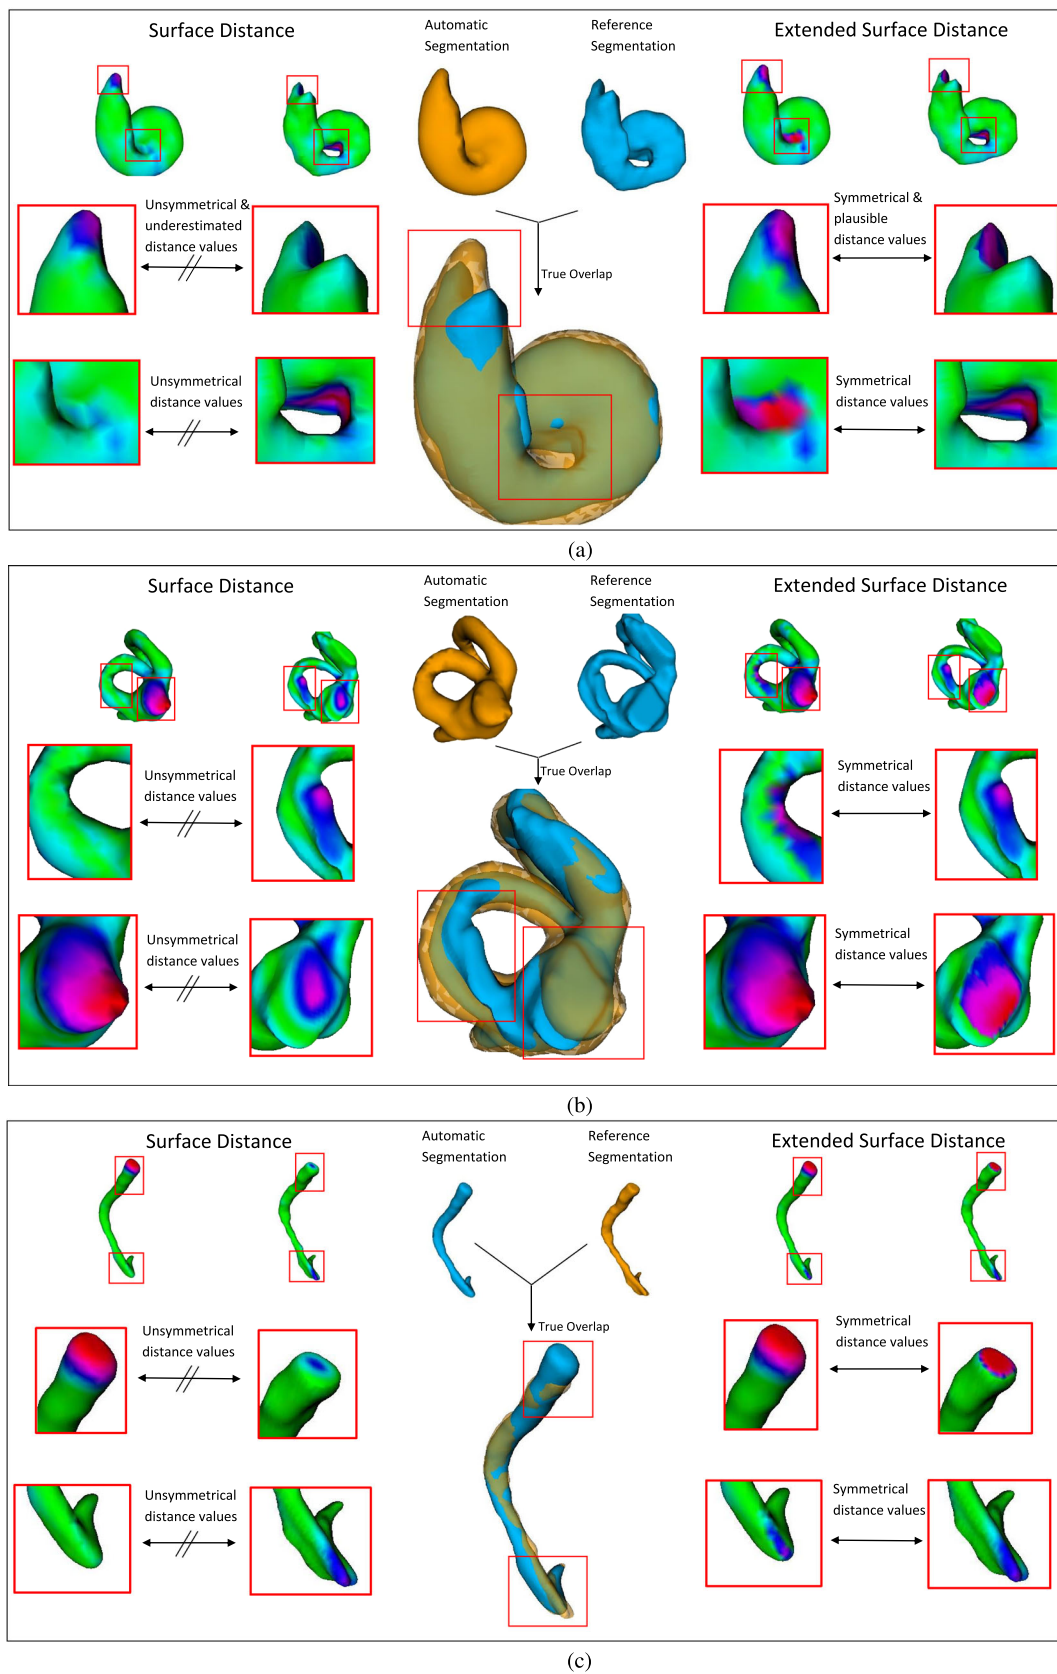 Surface Distance
Automatic
Segmentation
Reference
Segmentation
Extended Surface Distance
Unsymmetrical &
underestimated
distance values
True Overlap
Symmetrical &
plausible
distance values
Unsymmetrical
distance values
Symmetrical
distance values
(a)
Surface Distance
Automatic
Segmentation
Reference
Segmentation
Extended Surface Distance
True Overlap
Unsymmetrical
distance values
Symmetrical
distance values
Unsymmetrical
distance values
Symmetrical
distance values
(b)
Surface Distance
Automatic
Segmentation
Reference
Segmentation
Extended Surface Distance
True Overlap
Unsymmetrical
distance values
Symmetrical
distance values
Unsymmetrical
distance values
Symmetrical
distance values
(c)